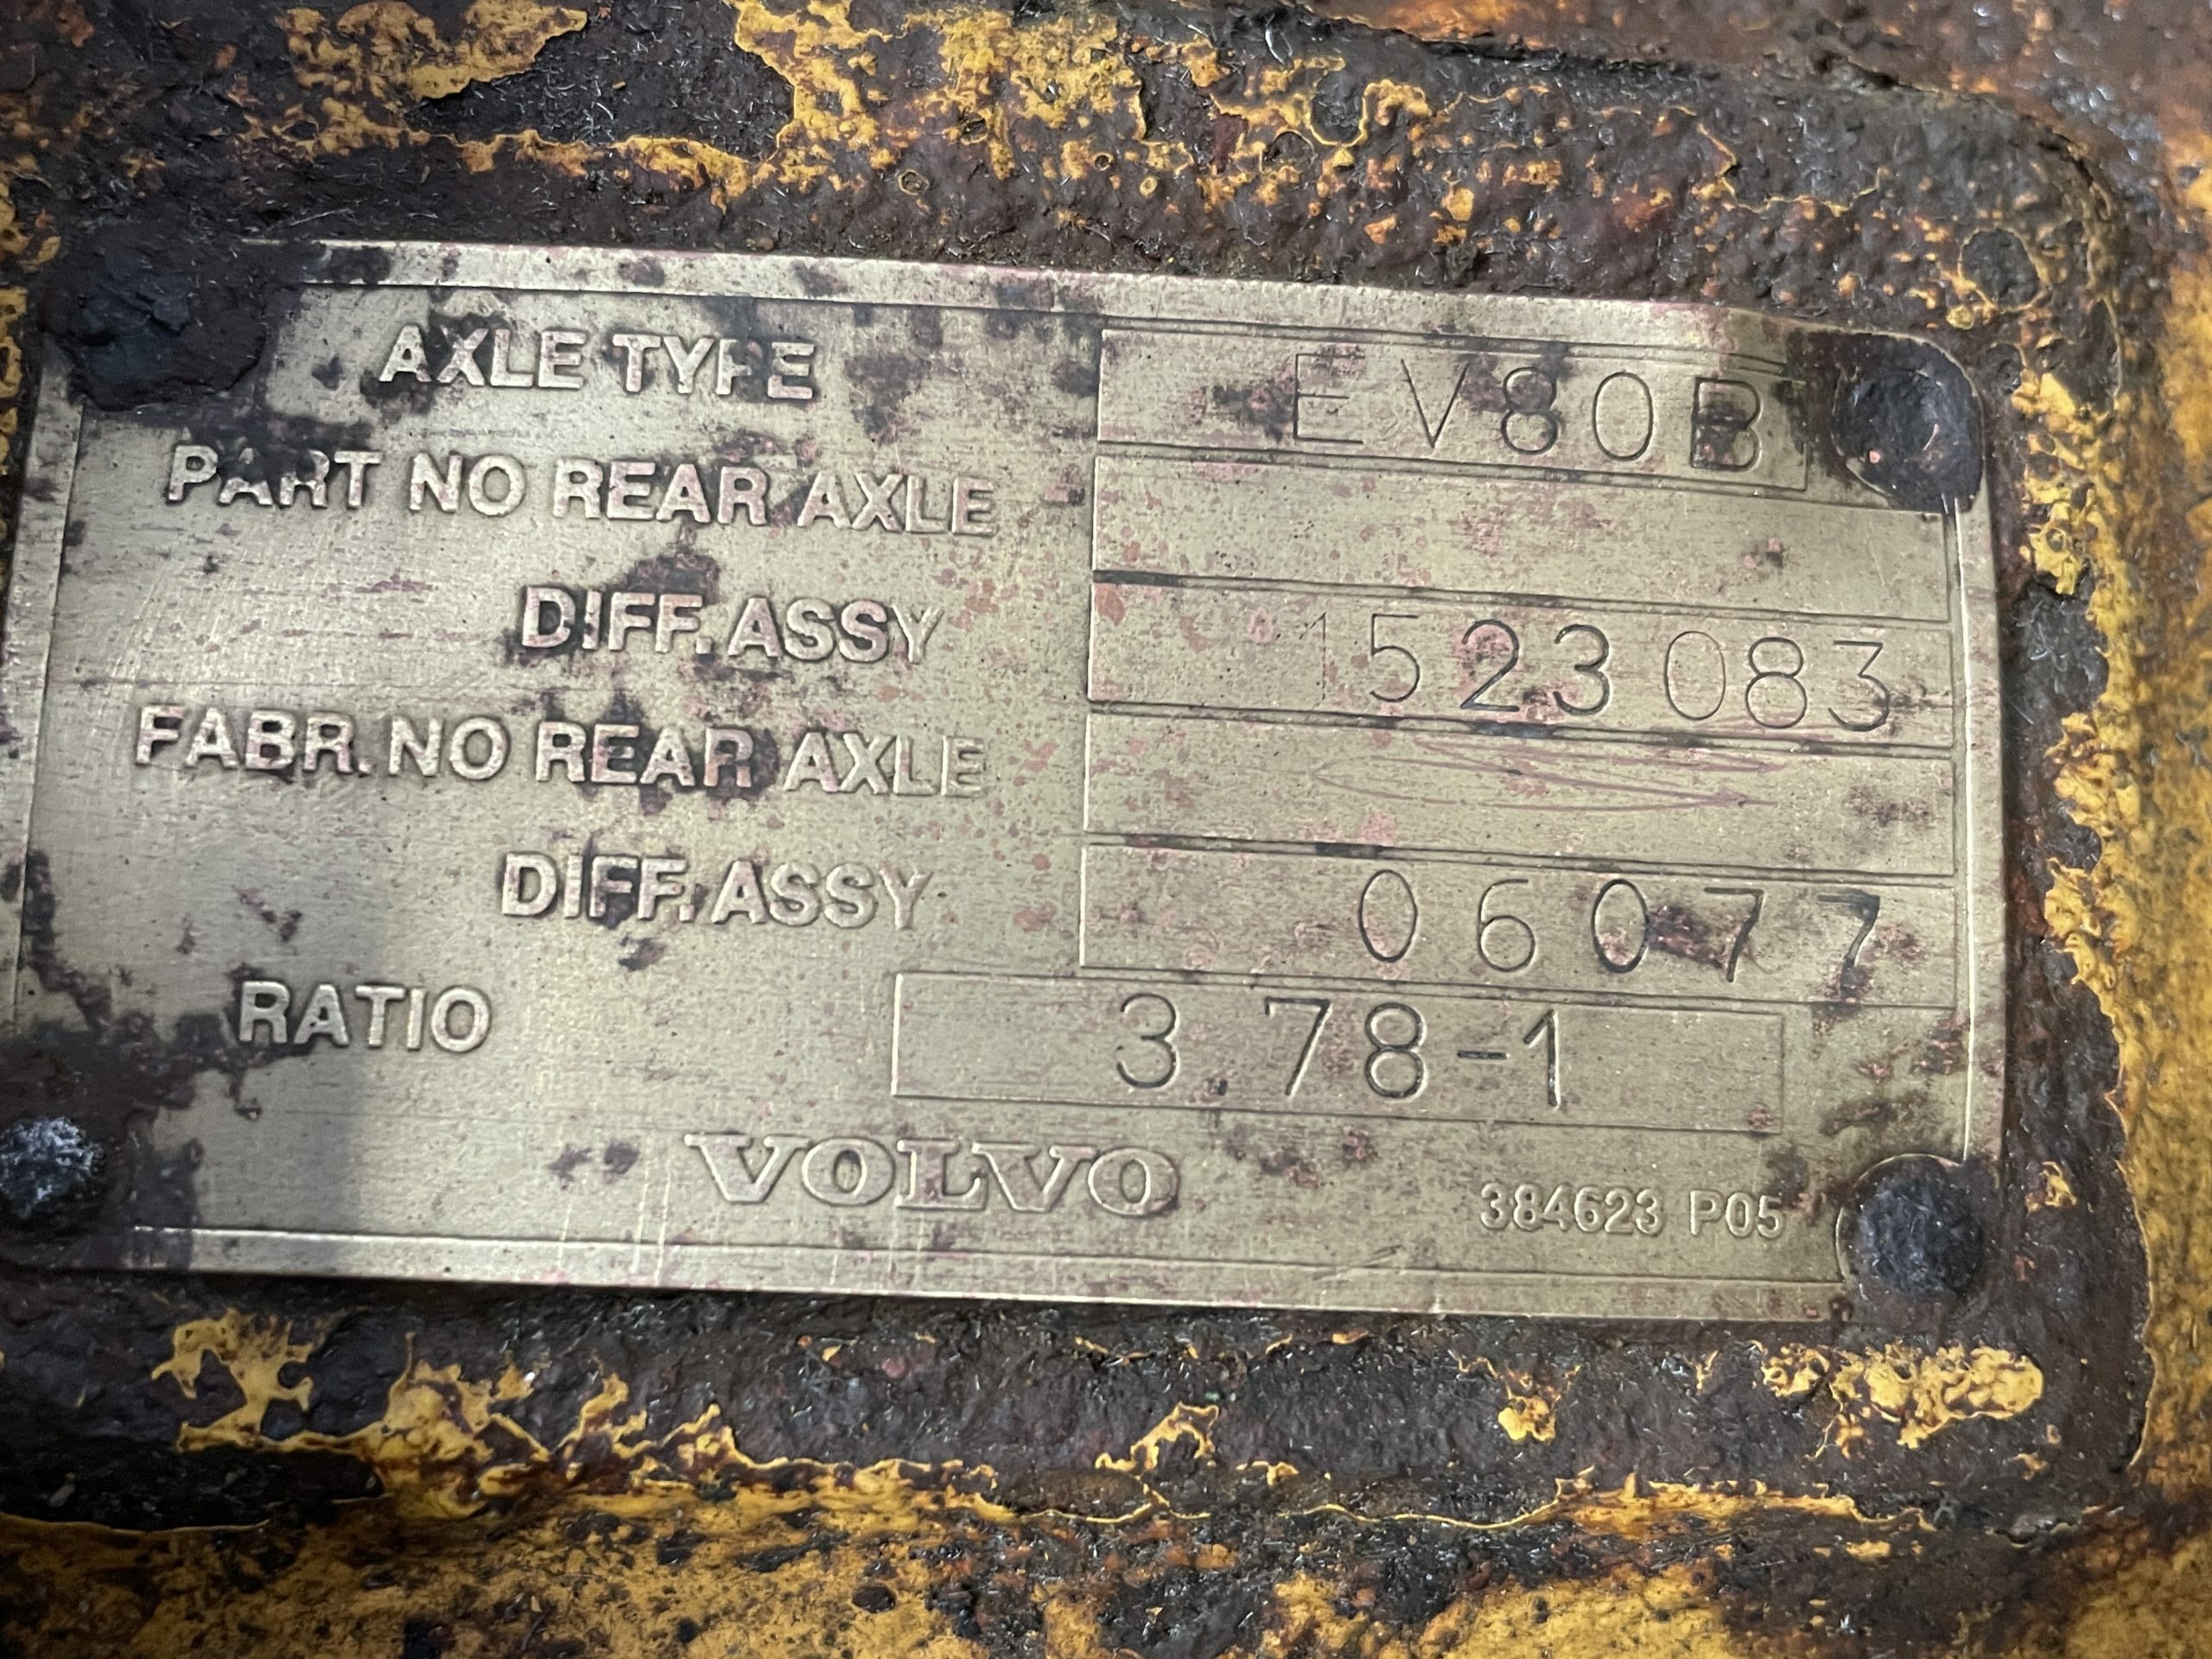 AXLE TYPE EV80B
PART NO REAR AXLE
DIFF. ASSY 1523083
FABR. NO REAR AXLE
DIFF. ASSY 06077
RATIO 3.78-1
VOLVO
384623 P05